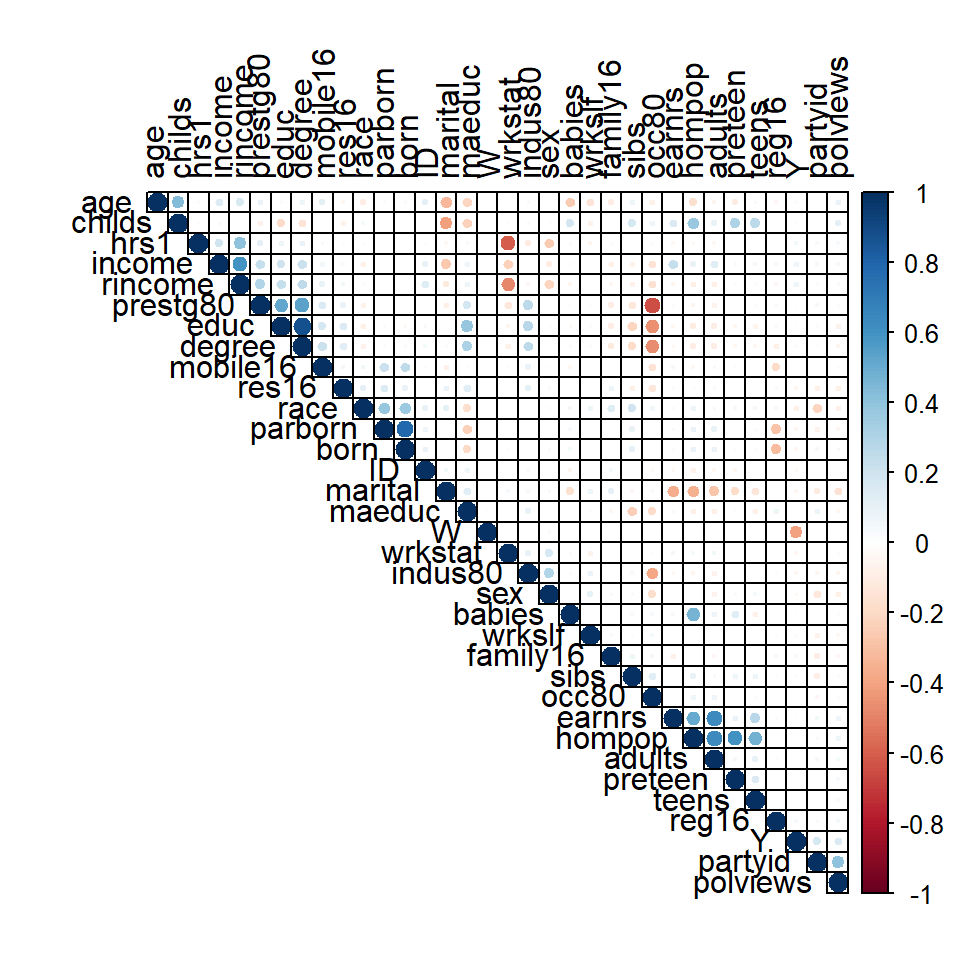 age
childs
hrs1
income
rincome
prestg80
educ
degree
mobile16
res16
race
parborn
born
ID
marital
maeduc
W
wrkstat
indus80
sex
babies
wrkslf
family16
sibs
occ80
earnrs
hompop
adults
preteen
teens
reg16
Y
partyid
polviews
age
childs
hrs1
income
rincome
prestg80
educ
degree
mobile16
res16
race
parborn
born
ID
marital
maeduc
W
wrkstat
indus80
sex
babies
wrkslf
family16
sibs
occ80
earnrs
hompop
adults
preteen
teens
reg16
Y
partyid
polviews
1
0.8
0.6
0.4
0.2
0
-0.2
-0.4
-0.6
-0.8
-1